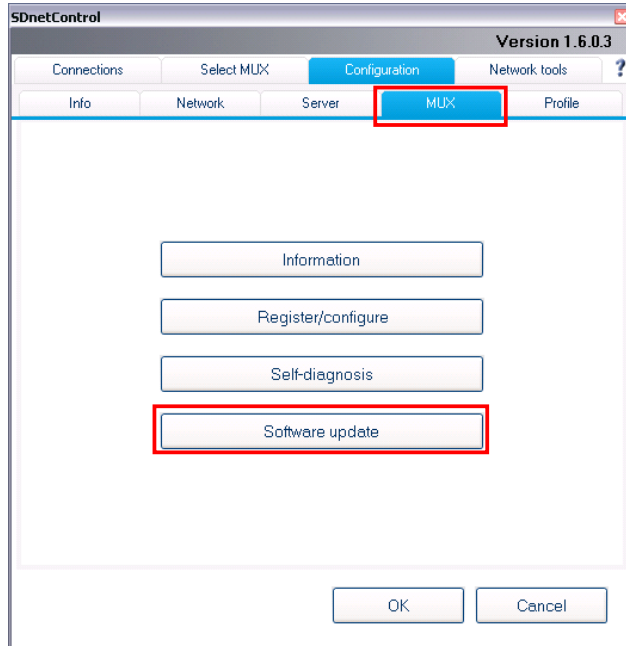 SDnetControl
Version 1.6.0.3
Connections Select MUX Configuration Network tools ?
Info Network Server MUX Profile
Information
Register/configure
Self-diagnosis
Software update
OK Cancel